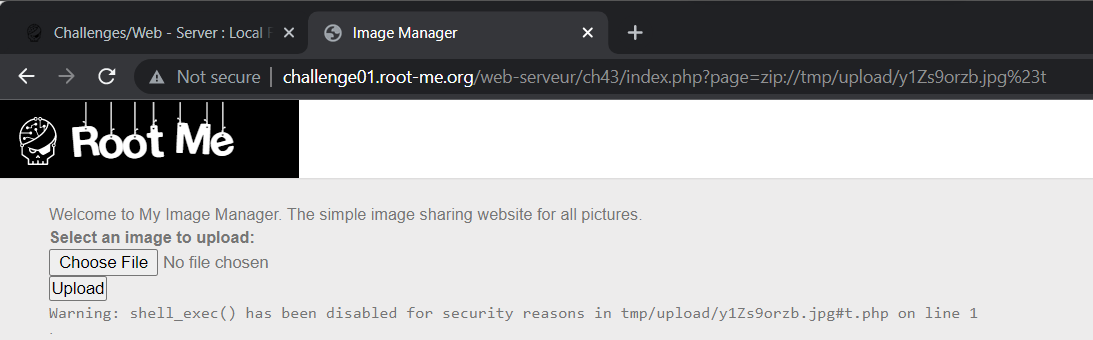 Challenges/Web - Server : Local F
Image Manager
Not secure | challenge01.root-me.org/web-serveur/ch43/index.php?page=zip://tmp/upload/y1Zs9orzb.jpg%23t
Root Me
Welcome to My Image Manager. The simple image sharing website for all pictures.
Select an image to upload:
Choose File No file chosen
Upload
Warning: shell_exec() has been disabled for security reasons in tmp/upload/y1Zs9orzb.jpg#t.php on line 1